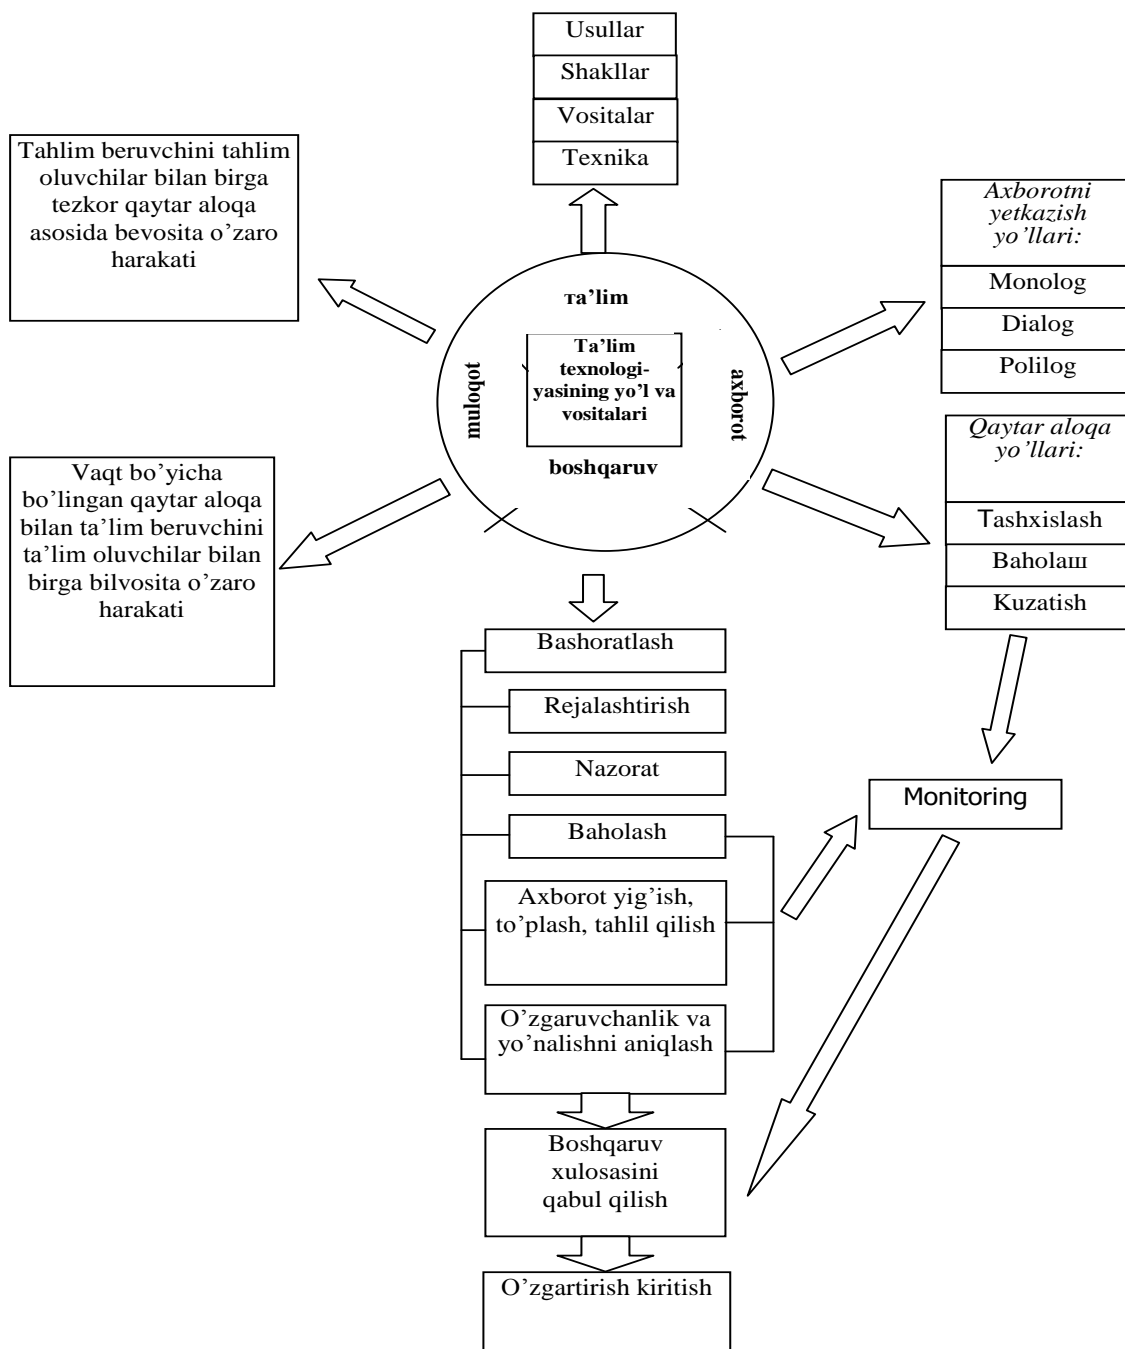 Usullar
Shakllar
Vositalar
Texnika
Tahlim beruvchini tahlim
oluvchilar bilan birga
tezkor qaytar aloqa
asosida bevosita o’zaro
harakati
Axborotni
yetkazish
yo’llari:
Monolog
Dialog
Polilog
та’lim
Ta’lim
texnologi-
yasining yo’l va
vositalari
muloqot
axborot
boshqaruv
Qaytar aloqa
yo’llari:
Tashxislash
Baholaш
Kuzatish
Vaqt bo’yicha
bo’lingan qaytar aloqa
bilan ta’lim beruvchini
ta’lim oluvchilar bilan
birga bilvosita o’zaro
harakati
Bashoratlash
Rejalashtirish
Nazorat
Baholash
Axborot yig’ish,
to’plash, tahlil qilish
O’zgaruvchanlik va
yo’nalishni aniqlash
Monitoring
Boshqaruv
xulosasini
qabul qilish
O’zgartirish kiritish